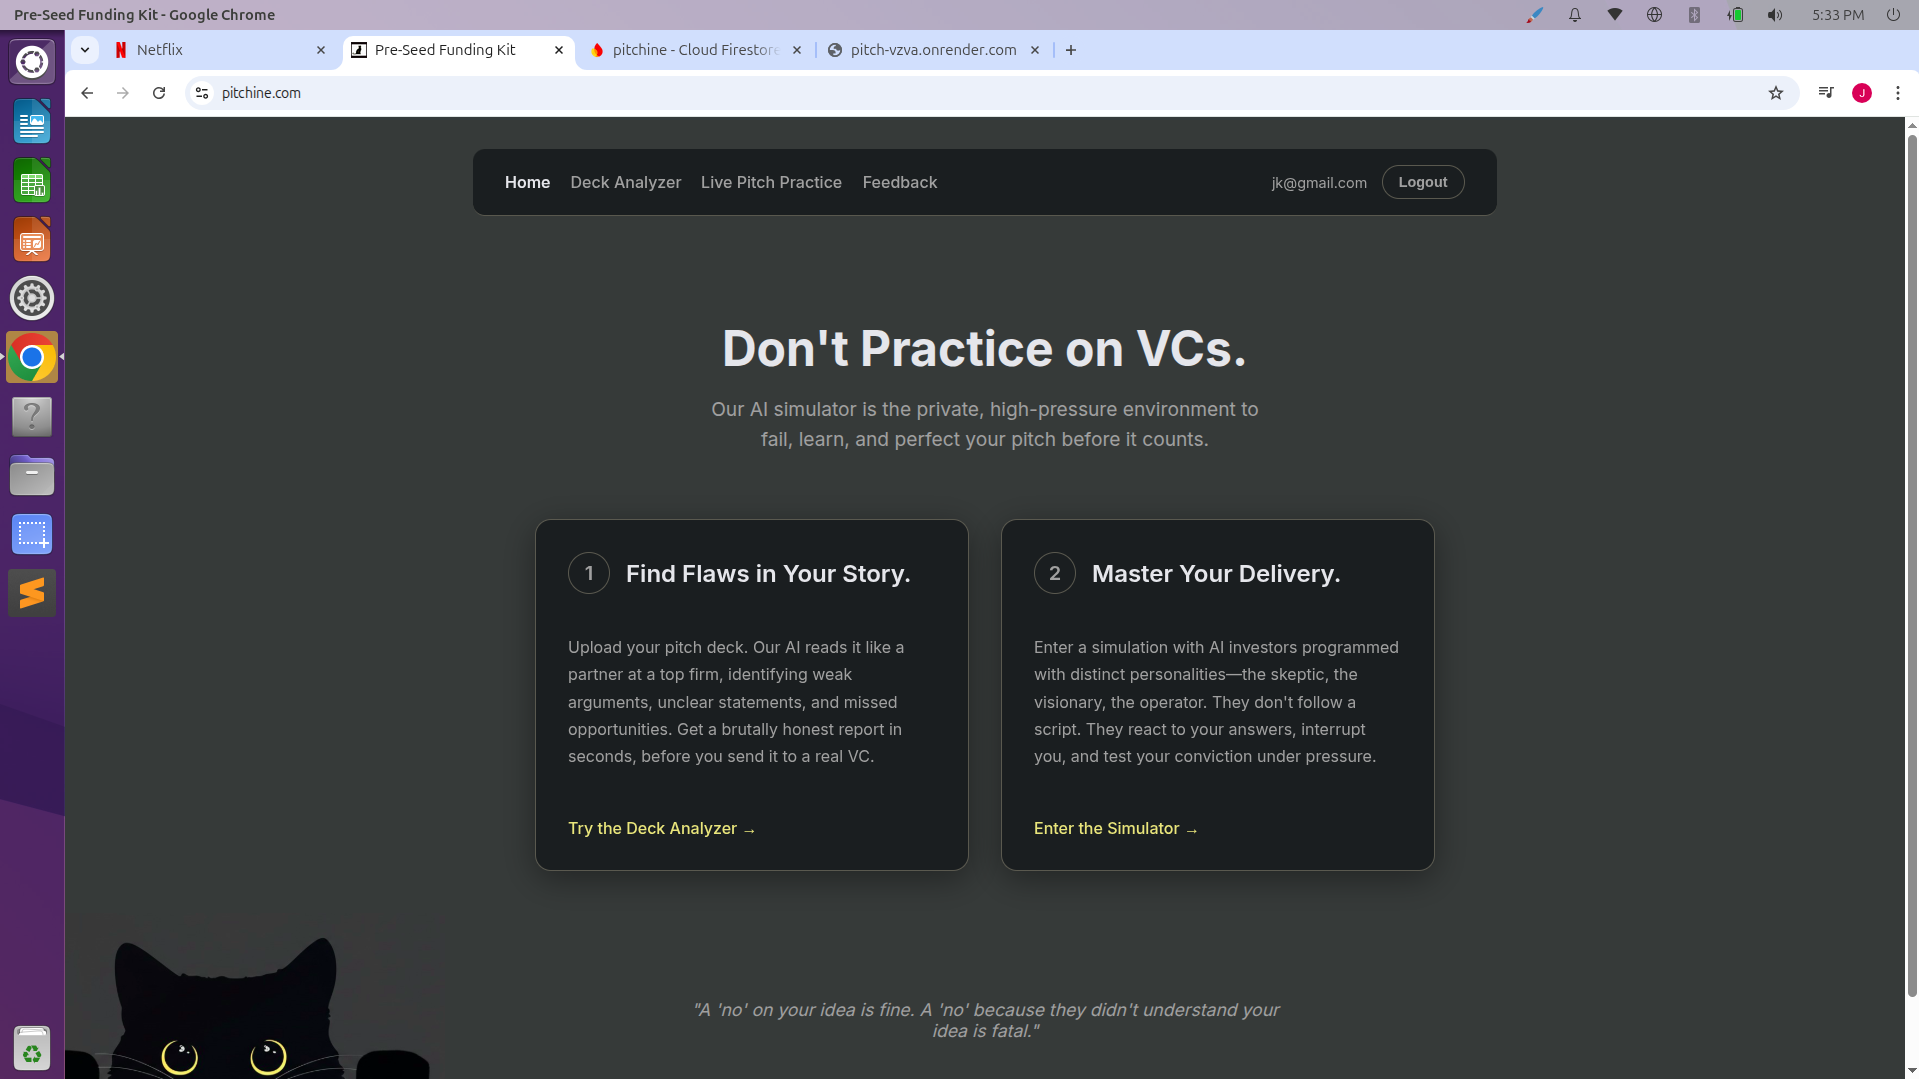 Pre-Seed Funding Kit - Google Chrome
5:33 PM
Netflix
Pre-Seed Funding Kit
pitchine - Cloud Firestore
pitch-vzva.onrender.com
pitchine.com
J
Home
Deck Analyzer
Live Pitch Practice
Feedback
jk@gmail.com
Logout
Don't Practice on VCs.
Our AI simulator is the private, high-pressure environment to
fail, learn, and perfect your pitch before it counts.
1
Find Flaws in Your Story.
Upload your pitch deck. Our AI reads it like a
partner at a top firm, identifying weak
arguments, unclear statements, and missed
opportunities. Get a brutally honest report in
seconds, before you send it to a real VC.
Try the Deck Analyzer →
2
Master Your Delivery.
Enter a simulation with AI investors programmed
with distinct personalities—the skeptic, the
visionary, the operator. They don't follow a
script. They react to your answers, interrupt
you, and test your conviction under pressure.
Enter the Simulator →
"A 'no' on your idea is fine. A 'no' because they didn't understand your
idea is fatal."